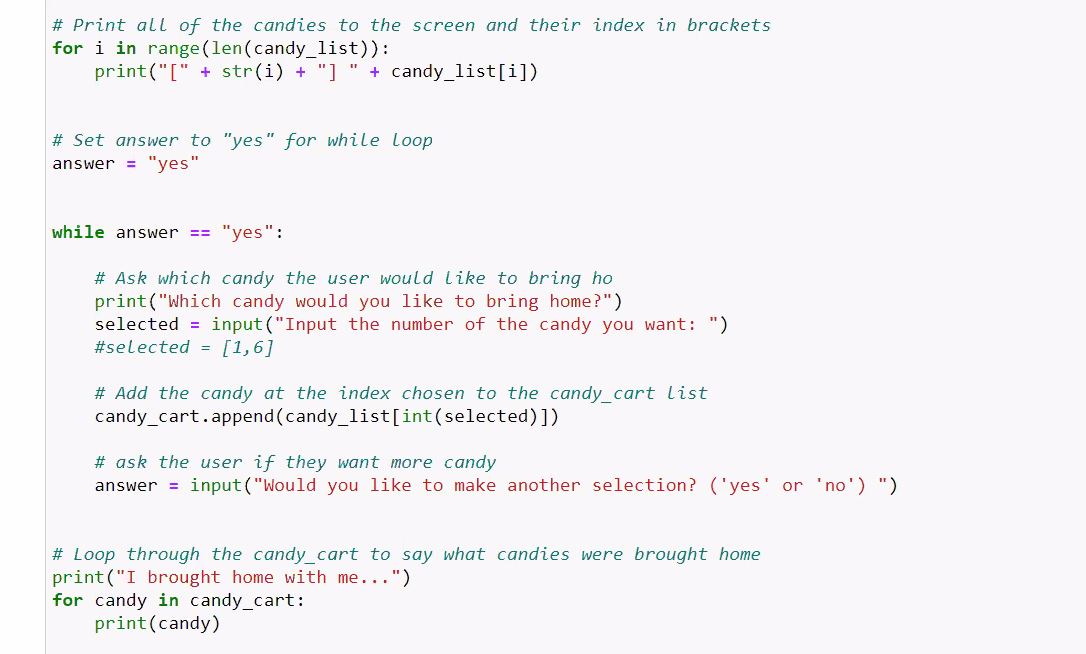 # Print all of the candies to the screen and their index in brackets
for i in range(len(candy_list)):
    print("[" + str(i) + "] " + candy_list[i])
# Set answer to "yes" for while loop
answer = "yes"
while answer == "yes":
    # Ask which candy the user would like to bring ho
    print("Which candy would you like to bring home?")
    selected = input("Input the number of the candy you want: ")
    #selected = [1,6]
    # Add the candy at the index chosen to the candy_cart list
    candy_cart.append(candy_list[int(selected)])
    # ask the user if they want more candy
    answer = input("Would you like to make another selection? ('yes' or 'no') ")
# Loop through the candy_cart to say what candies were brought home
print("I brought home with me...")
for candy in candy_cart:
    print(candy)